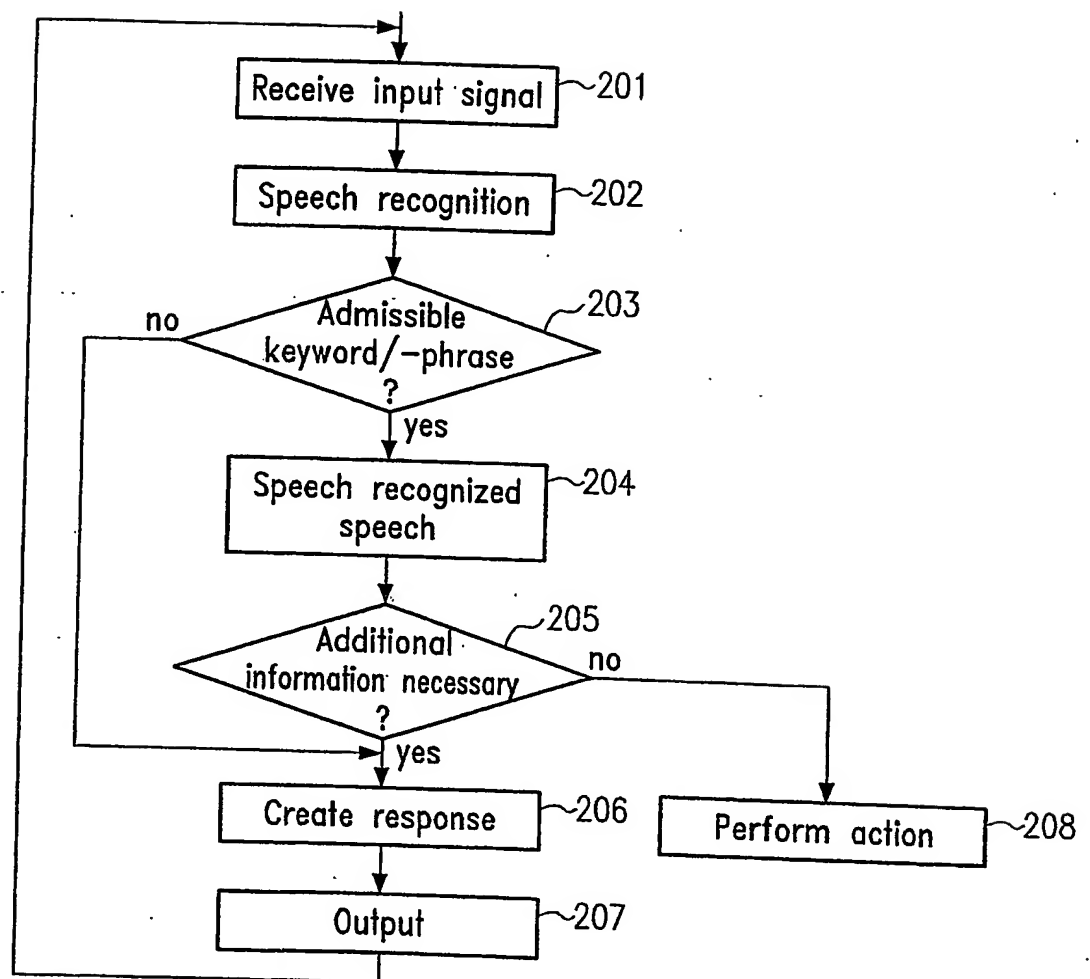 Receive input signal
201
Speech recognition
202
Admissible
keyword/-phrase
?
203
no
yes
Speech recognized
speech
204
Additional
information necessary
?
205
no
yes
Create response
206
Perform action
208
Output
207